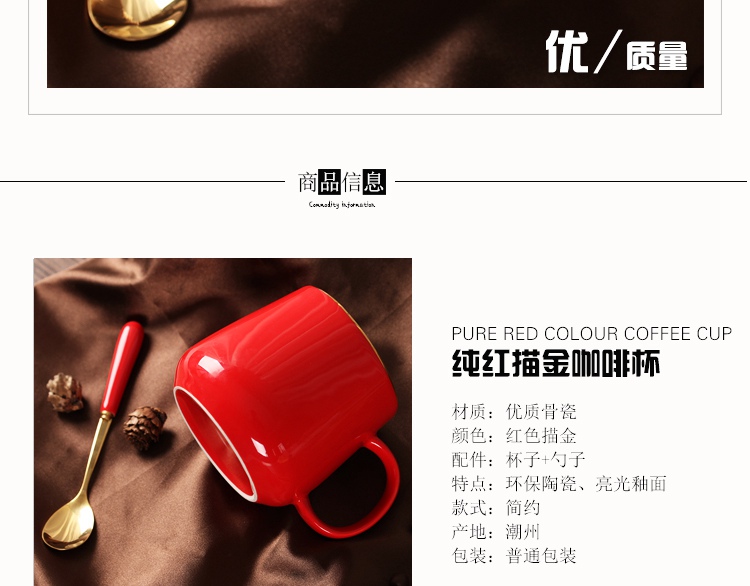 优/质量
商品信息
Commodity information
PURE RED COLOUR COFFEE CUP
纯红描金咖啡杯
材质：优质骨瓷
颜色：红色描金
配件：杯子+勺子
特点：环保陶瓷、亮光釉面
款式：简约
产地：潮州
包装：普通包装